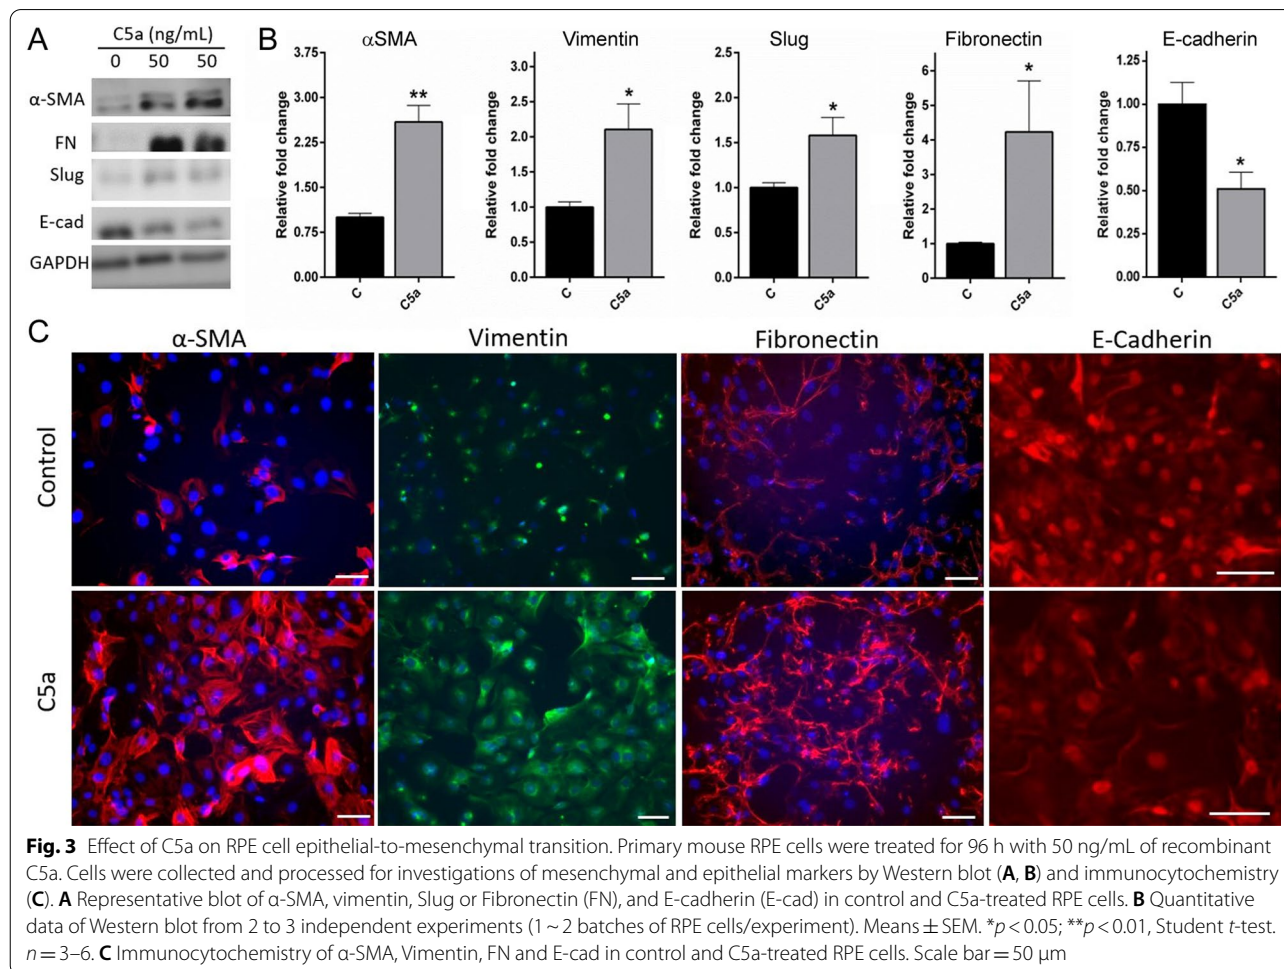 A
C5a (ng/mL)
0 50 50
α-SMA
FN
Slug
E-cad
GAPDH
B
αSMA
Relative fold change
3.75
3.00
2.25
1.50
0.75
0.00
**
C
C5a
Vimentin
Relative fold change
3.0
2.5
2.0
1.5
1.0
0.5
0.0
*
C
C5a
Slug
Relative fold change
2.5
2.0
1.5
1.0
0.5
0.0
*
C
C5a
Fibronectin
Relative fold change
6
5
4
3
2
1
0
*
C
C5a
E-cadherin
Relative fold change
1.25
1.00
0.75
0.50
0.25
0.00
*
C
C5a
C
α-SMA Vimentin Fibronectin E-Cadherin
Control
C5a
Fig. 3 Effect of C5a on RPE cell epithelial-to-mesenchymal transition. Primary mouse RPE cells were treated for 96 h with 50 ng/mL of recombinant
C5a. Cells were collected and processed for investigations of mesenchymal and epithelial markers by Western blot (A, B) and immunocytochemistry
(C). A Representative blot of α-SMA, vimentin, Slug or Fibronectin (FN), and E-cadherin (E-cad) in control and C5a-treated RPE cells. B Quantitative
data of Western blot from 2 to 3 independent experiments (1 ~ 2 batches of RPE cells/experiment). Means ± SEM. *p < 0.05; **p < 0.01, Student t-test.
n = 3–6. C Immunocytochemistry of α-SMA, Vimentin, FN and E-cad in control and C5a-treated RPE cells. Scale bar = 50 μm